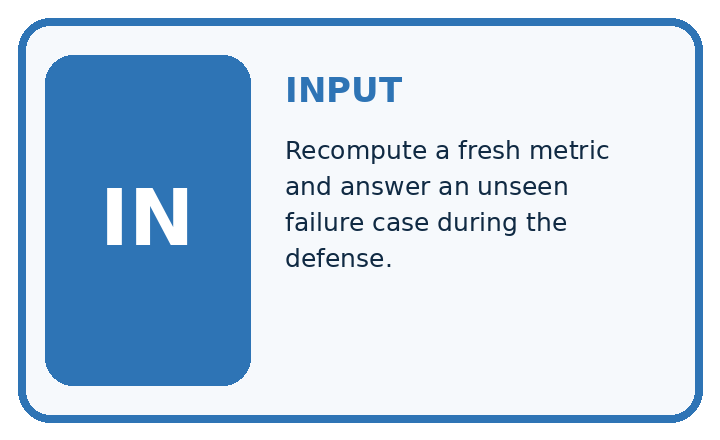 IN
INPUT
Recompute a fresh metric
and answer an unseen
failure case during the
defense.